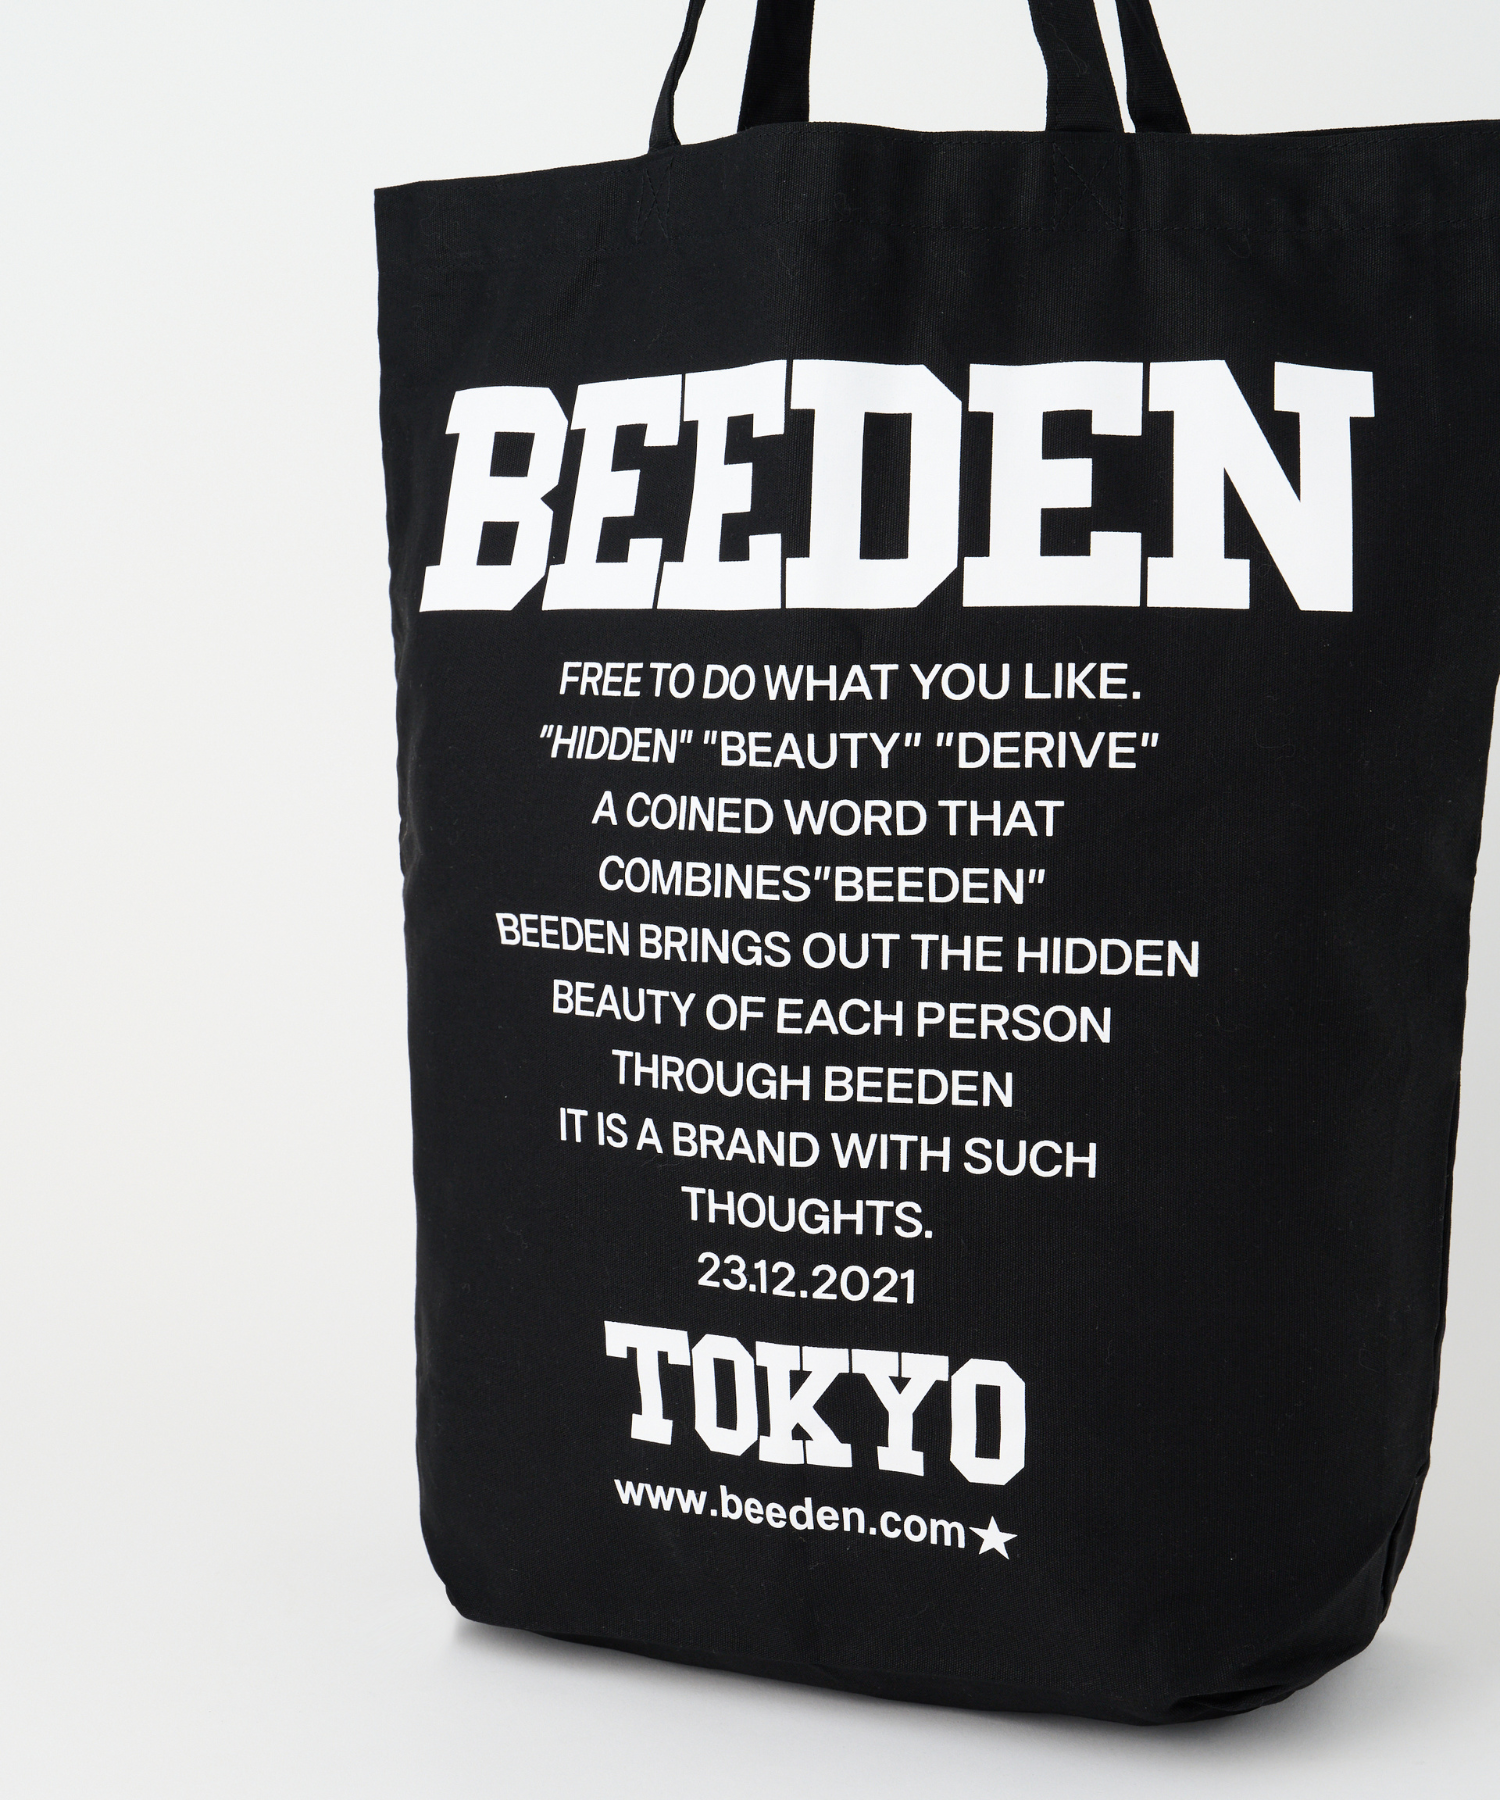 BEEDEN
FREE TO DO WHAT YOU LIKE.
"HIDDEN" "BEAUTY" "DERIVE"
A COINED WORD THAT
COMBINES"BEEDEN"
BEEDEN BRINGS OUT THE HIDDEN
BEAUTY OF EACH PERSON
THROUGH BEEDEN
IT IS A BRAND WITH SUCH
THOUGHTS.
23.12.2021
TOKYO
www.beeden.com★